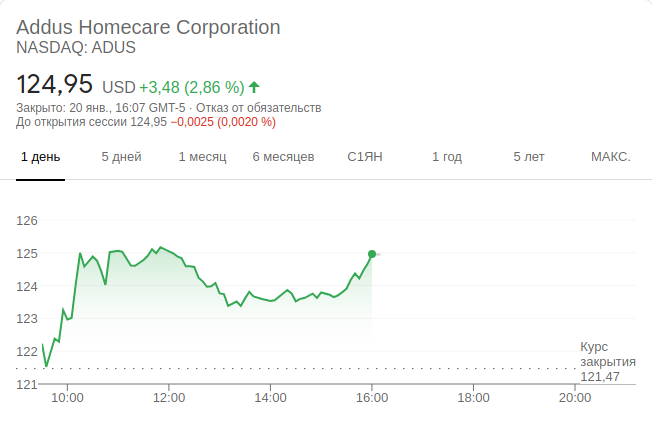 Addus Homecare Corporation
NASDAQ: ADUS
124,95 USD +3,48 (2,86 %)
Закрыто: 20 янв., 16:07 GMT-5 · Отказ от обязательств
До открытия сессии 124,95 −0,0025 (0,0020 %)
1 день 5 дней 1 месяц 6 месяцев С1ЯН 1 год 5 лет МАКС.
126
125
124
123
122
121
Курс
закрытия
121,47
10:00 12:00 14:00 16:00 18:00 20:00